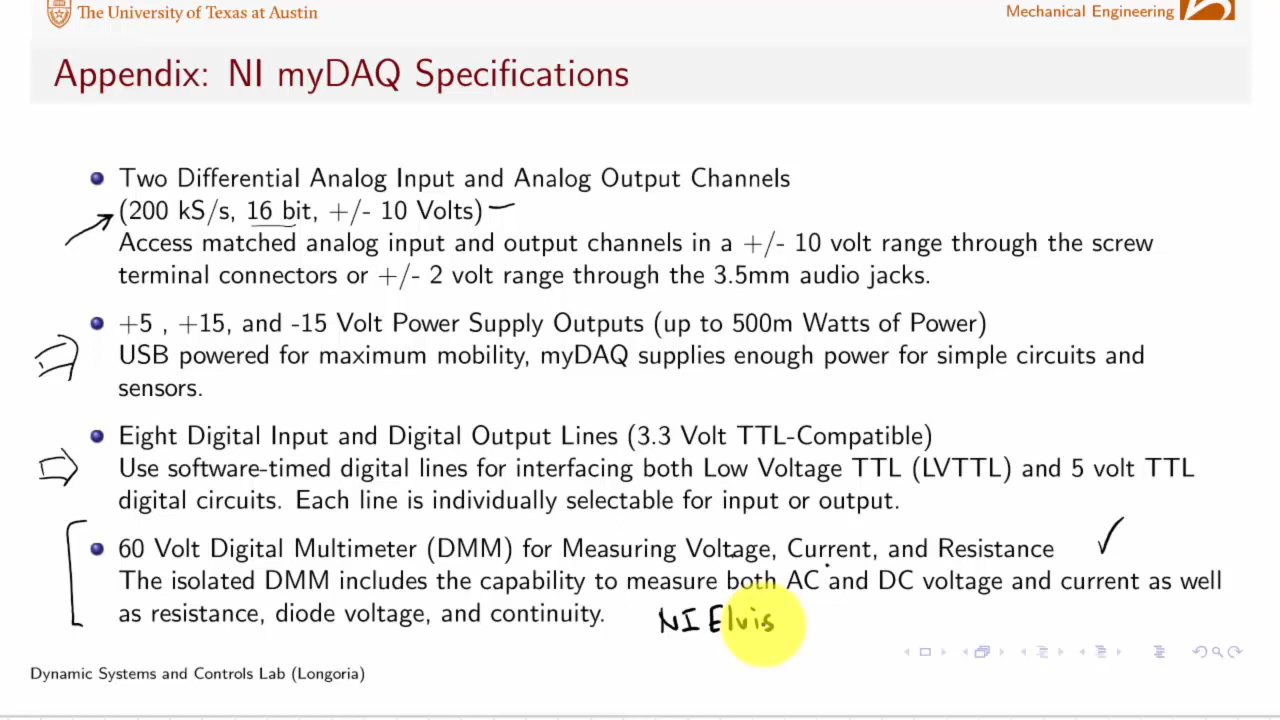 The University of Texas at Austin
Mechanical Engineering
Appendix: NI myDAQ Specifications
Two Differential Analog Input and Analog Output Channels
(200 kS/s, 16 bit, +/- 10 Volts)
Access matched analog input and output channels in a +/- 10 volt range through the screw
terminal connectors or +/- 2 volt range through the 3.5mm audio jacks.
+5 , +15, and -15 Volt Power Supply Outputs (up to 500m Watts of Power)
USB powered for maximum mobility, myDAQ supplies enough power for simple circuits and
sensors.
Eight Digital Input and Digital Output Lines (3.3 Volt TTL-Compatible)
Use software-timed digital lines for interfacing both Low Voltage TTL (LVTTL) and 5 volt TTL
digital circuits. Each line is individually selectable for input or output.
60 Volt Digital Multimeter (DMM) for Measuring Voltage, Current, and Resistance
The isolated DMM includes the capability to measure both AC and DC voltage and current as well
as resistance, diode voltage, and continuity.
NI Elvis
Dynamic Systems and Controls Lab (Longoria)